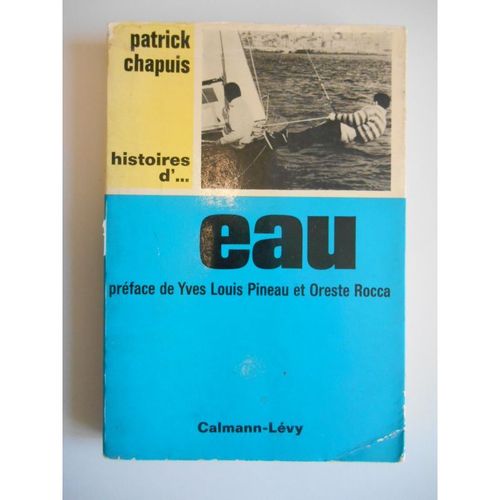 patrick
chapuis
histoires
d'...
eau
préface de Yves Louis Pineau et Oreste Rocca
Calmann-Lévy